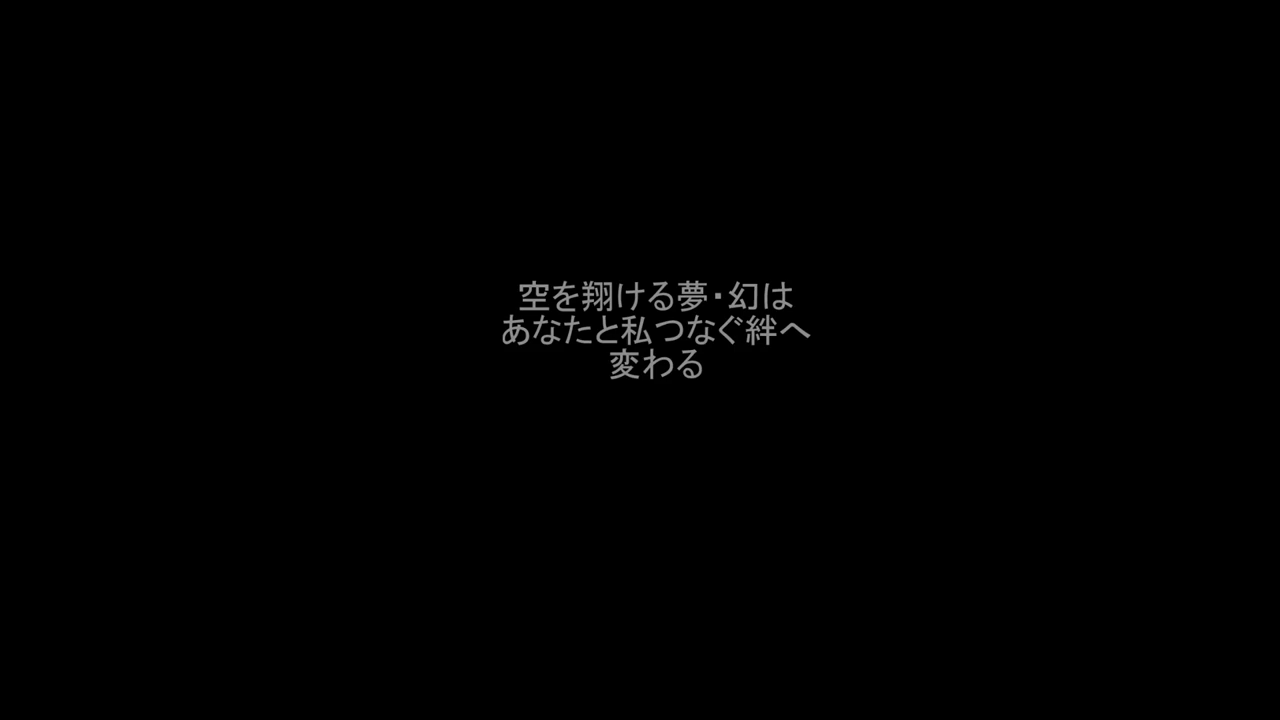 空を翔ける夢・幻は
あなたと私つなぐ絆へ
変わる